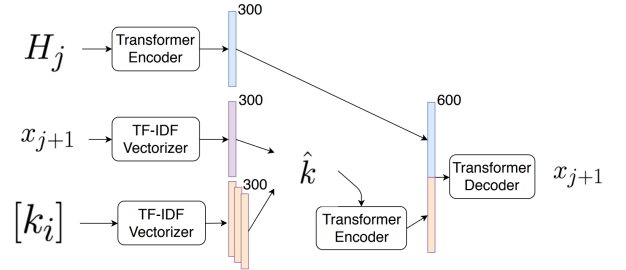 300
H_j
Transformer
Encoder
600
300
x_{j+1}
TF-IDF
Vectorizer
\hat{k}
Transformer
Decoder
x_{j+1}
300
[k_i]
TF-IDF
Vectorizer
Transformer
Encoder